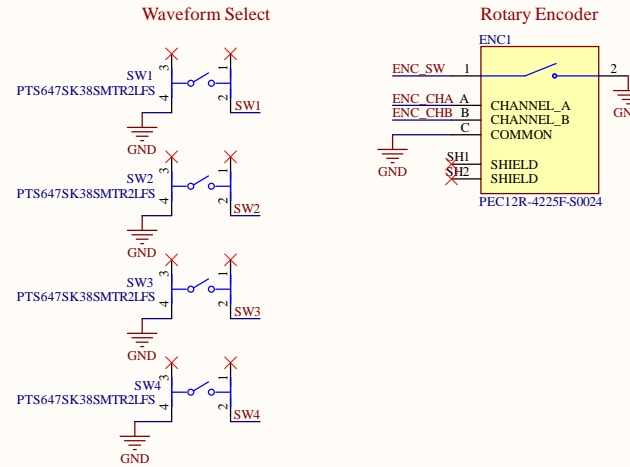 Waveform Select
Rotary Encoder
SW1
PTS647SK38SMTR2LFS
3
4
1
2
SW1
GND
SW2
PTS647SK38SMTR2LFS
3
4
1
2
SW2
GND
SW3
PTS647SK38SMTR2LFS
3
4
1
2
SW3
GND
SW4
PTS647SK38SMTR2LFS
3
4
1
2
SW4
GND
ENC1
ENC_SW 1
2
ENC_CHA A CHANNEL_A
ENC_CHB B CHANNEL_B
C COMMON
GND
GN
SH1 SHIELD
SH2 SHIELD
PEC12R-4225F-S0024